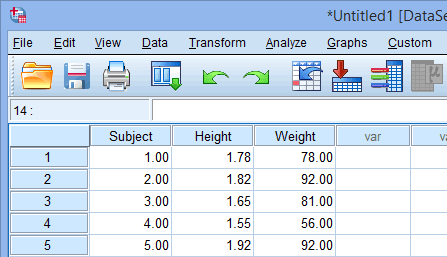 *Untitled1 [DataSe
File Edit View Data Transform Analyze Graphs Custom
14 :
Subject Height Weight var va
1 1.00 1.78 78.00
2 2.00 1.82 92.00
3 3.00 1.65 81.00
4 4.00 1.55 56.00
5 5.00 1.92 92.00